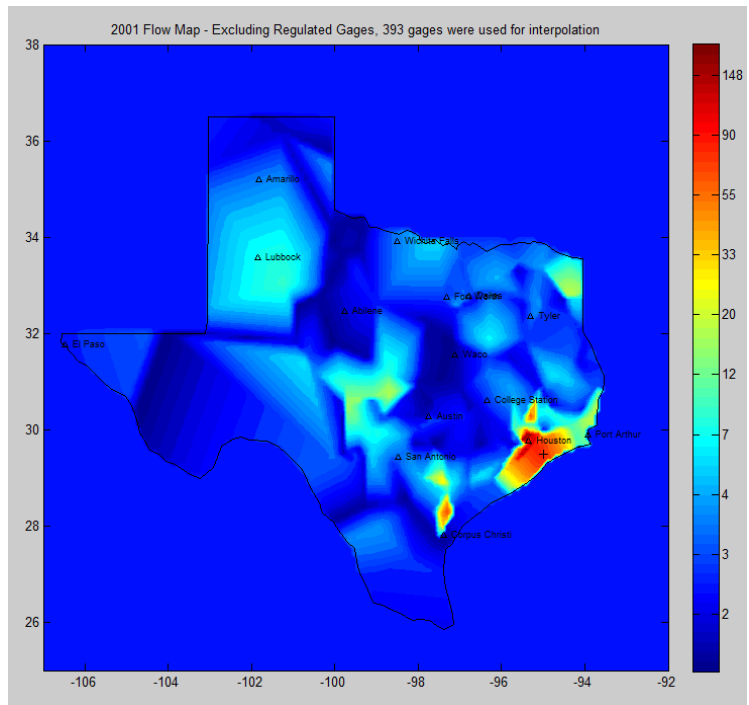 2001 Flow Map - Excluding Regulated Gages, 393 gages were used for interpolation
38
36
34
32
30
28
26
-106
-104
-102
-100
-98
-96
-94
-92
148
90
55
33
20
12
7
4
3
2
Amarillo
Lubbock
Wichita Falls
Abilene
Tyler
El Paso
Waco
College Station
Austin
Houston
Port Arthur
San Antonio
Corpus Christi